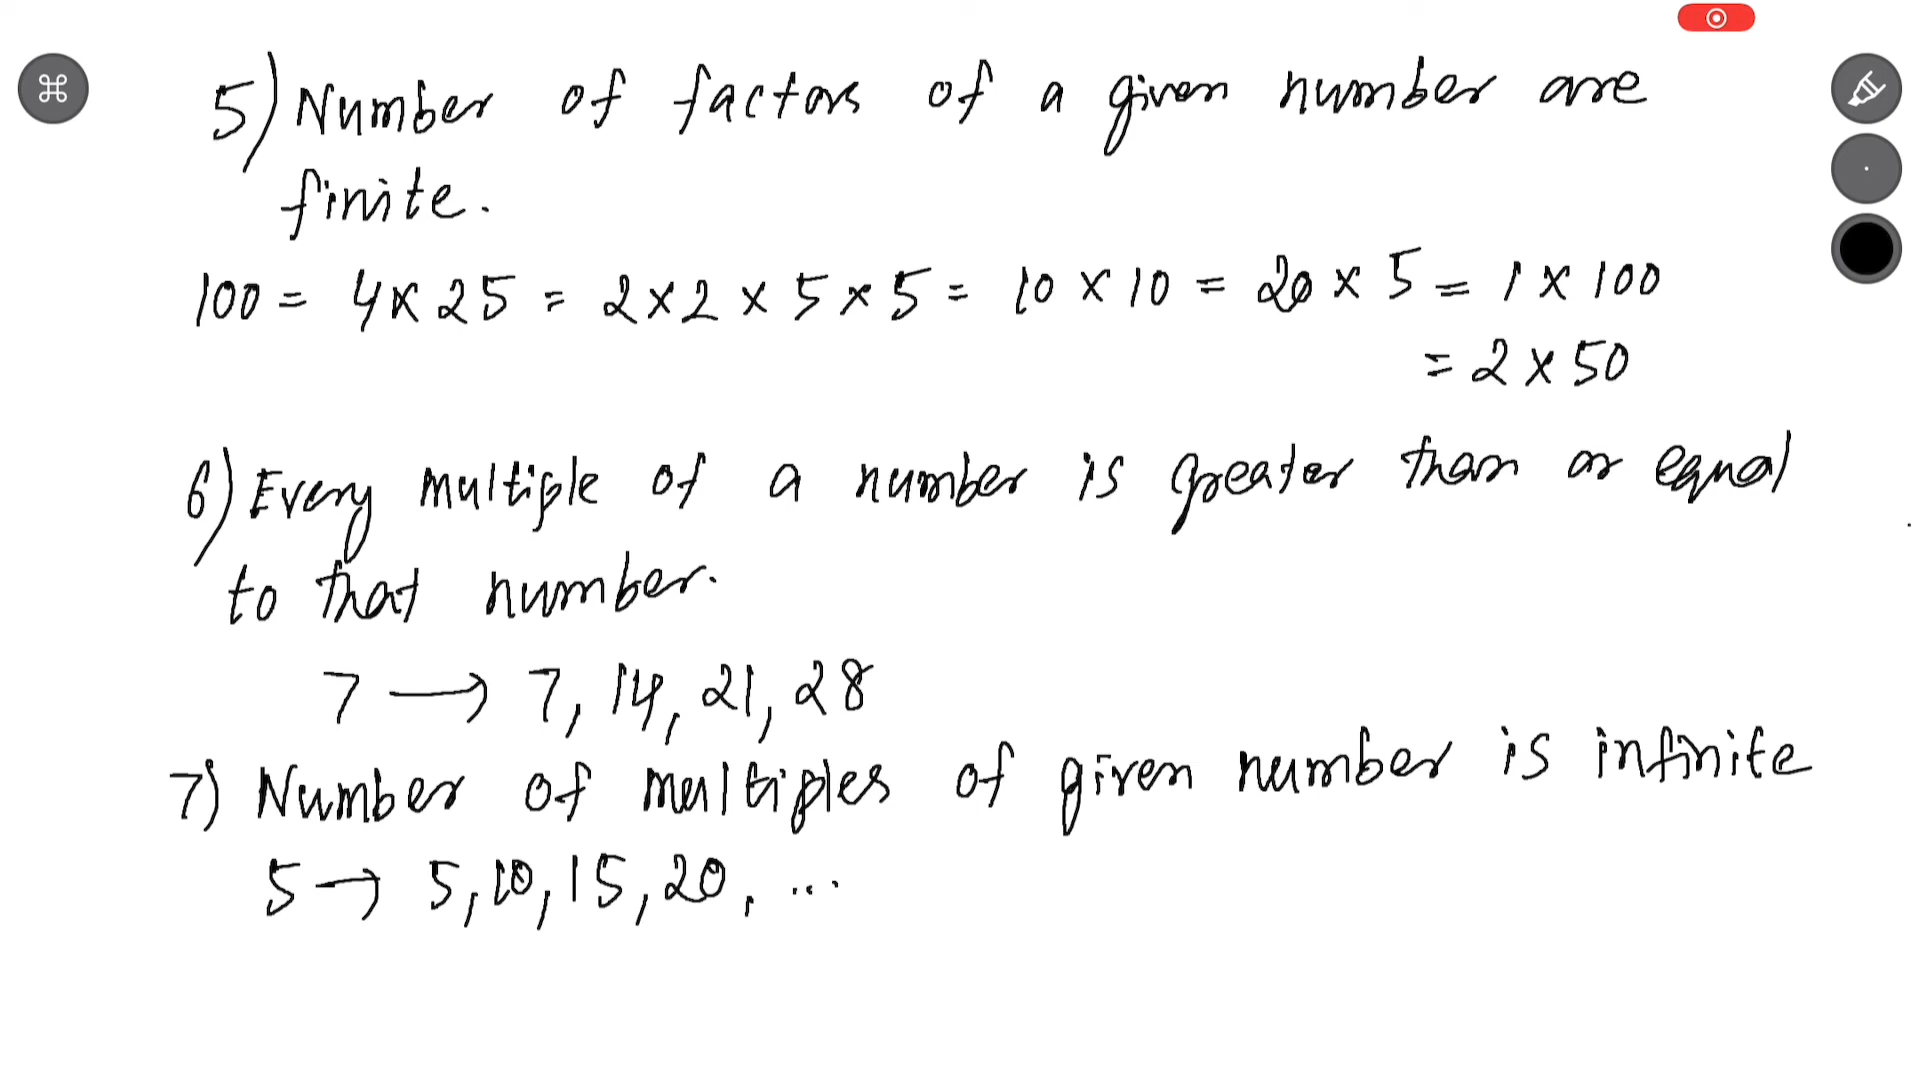 5) Number of factors of a given number are
finite.
100 = 4 x 25 = 2 x 2 x 5 x 5 = 10 x 10 = 20 x 5 = 1 x 100
= 2 x 50
6) Every multiple of a number is greater than or equal
to that number.
7 → 7, 14, 21, 28
7) Number of multiples of given number is infinite
5 → 5, 10, 15, 20, ...